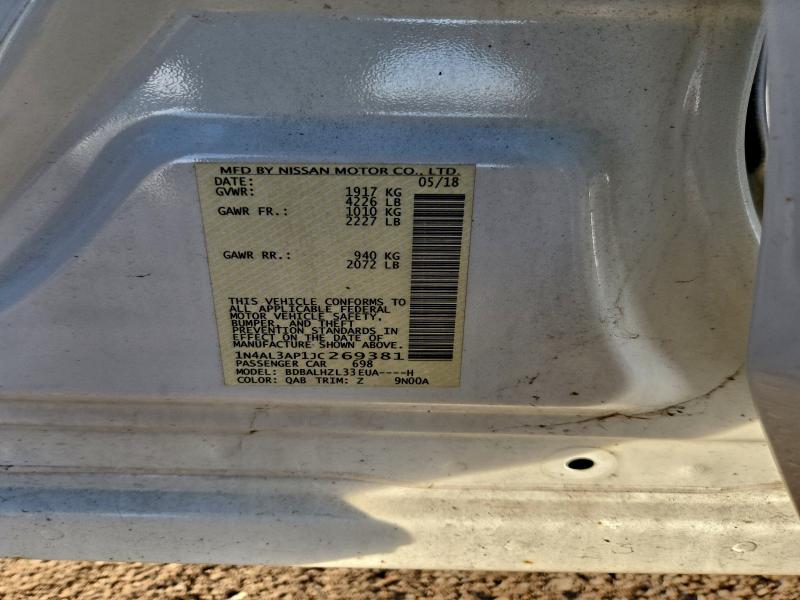 MFD BY NISSAN MOTOR CO., LTD.
DATE: 05/18
GVWR: 1917 KG
4226 LB
GAWR FR.: 1010 KG
2227 LB
GAWR RR.: 940 KG
2072 LB
THIS VEHICLE CONFORMS TO
ALL APPLICABLE FEDERAL
MOTOR VEHICLE SAFETY,
BUMPER, AND THEFT
PREVENTION STANDARDS IN
EFFECT ON THE DATE OF
MANUFACTURE SHOWN ABOVE.
1N4AL3AP1JC269381
PASSENGER CAR 698
MODEL: BDBALHZL33EUA----H
COLOR: QAB TRIM: Z 9N00A